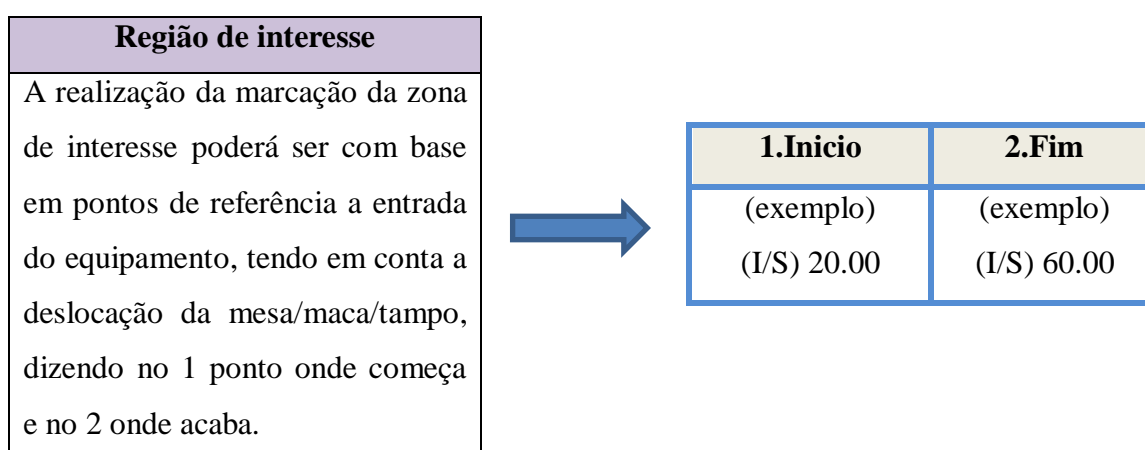 Região de interesse
A realização da marcação da zona
de interesse poderá ser com base
em pontos de referência a entrada
do equipamento, tendo em conta a
deslocação da mesa/maca/tampo,
dizendo no 1 ponto onde começa
e no 2 onde acaba.
1.Inicio 2.Fim
(exemplo) (exemplo)
(I/S) 20.00 (I/S) 60.00